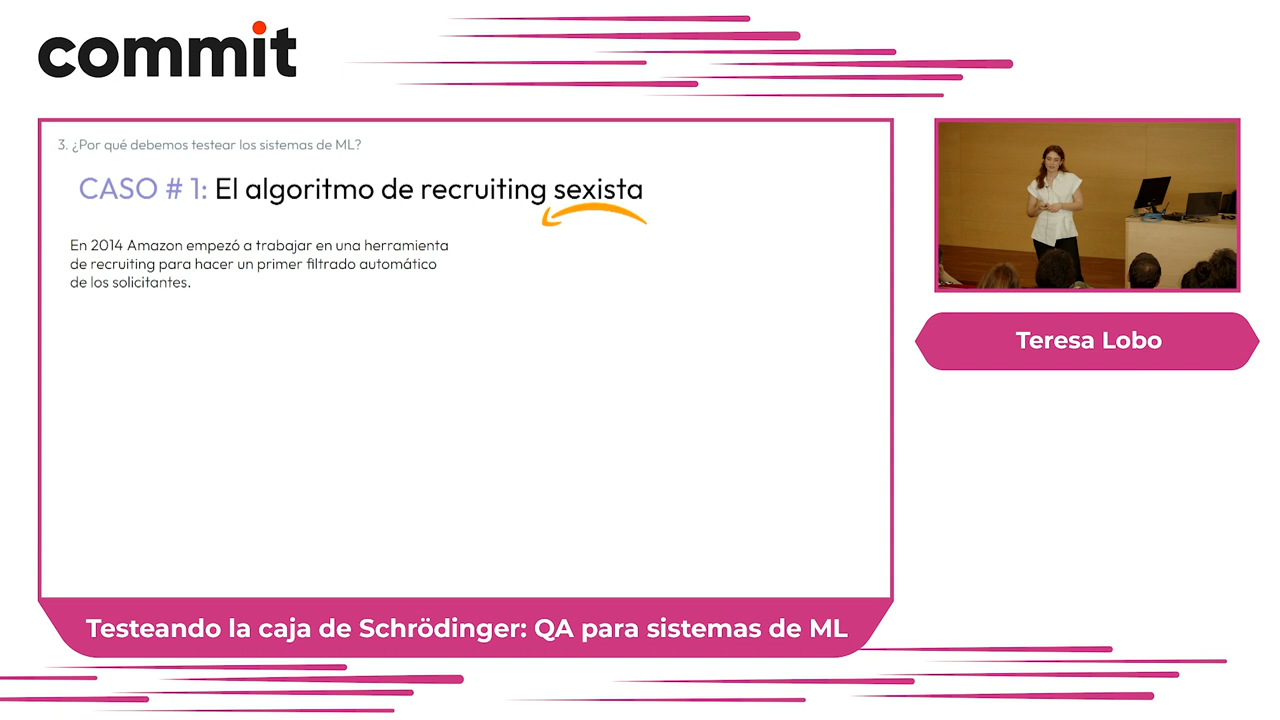 commit
3. ¿Por qué debemos testear los sistemas de ML?
CASO # 1: El algoritmo de recruiting sexista
En 2014 Amazon empezó a trabajar en una herramienta
de recruiting para hacer un primer filtrado automático
de los solicitantes.
Teresa Lobo
Testeando la caja de Schrödinger: QA para sistemas de ML